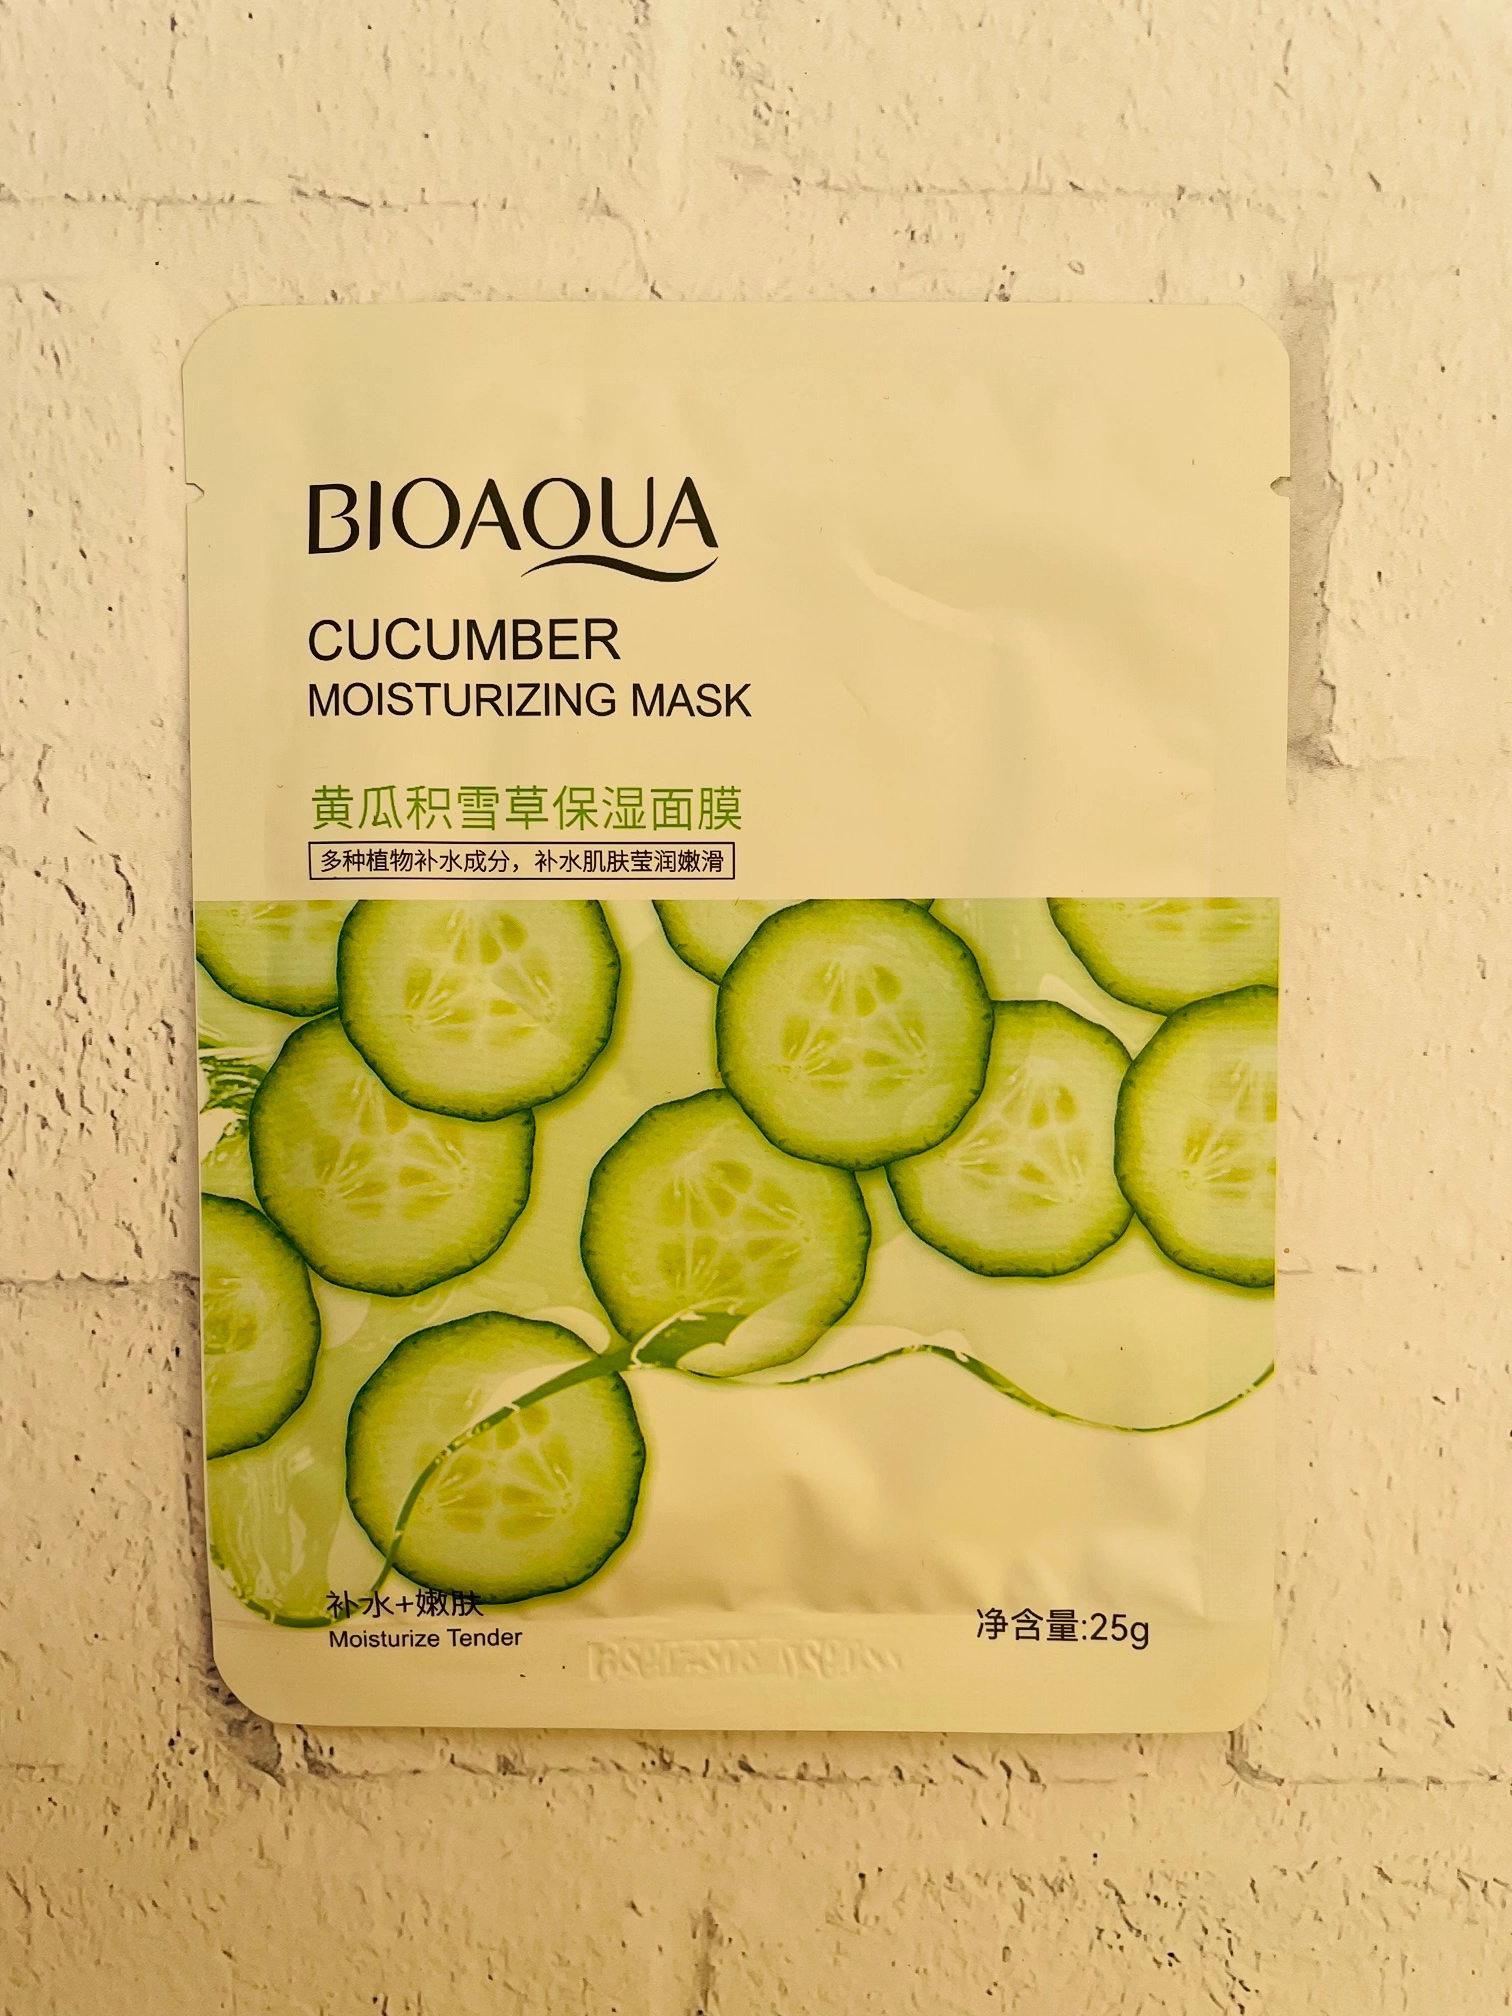 BIOAQUA
CUCUMBER
MOISTURIZING MASK
黄瓜积雪草保湿面膜
多种植物补水成分，补水肌肤莹润嫩滑
补水+嫩肤
Moisturize Tender
净含量:25g